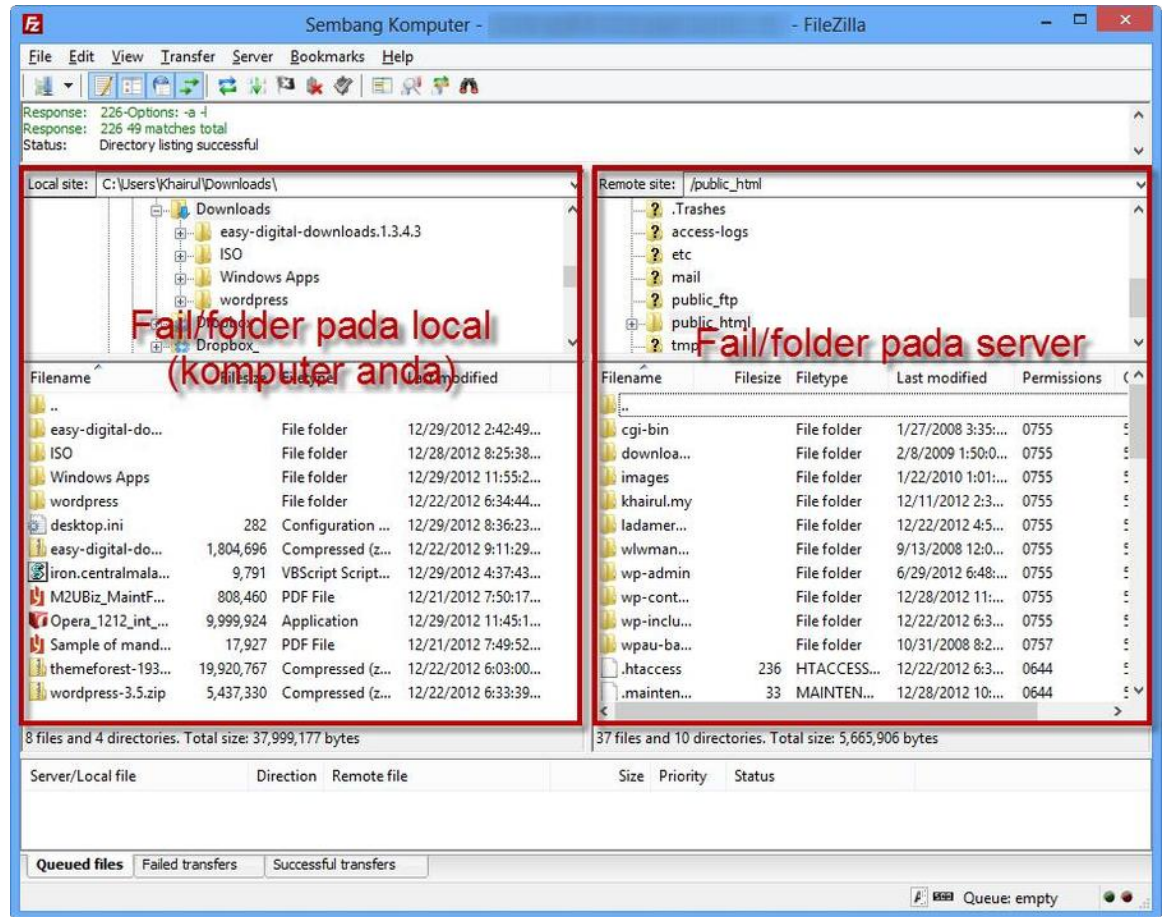 Sembang Komputer - - FileZilla
File Edit View Transfer Server Bookmarks Help
Response: 226-Options: -a -l
Response: 226 49 matches total
Status: Directory listing successful
Local site: C:\Users\Khairul\Downloads\
Downloads
easy-digital-downloads.1.3.4.3
ISO
Windows Apps
wordpress
Dropbox
Dropbox_
Fail/folder pada local
(komputer anda)
Filename Filesize Filetype Last modified
..
easy-digital-do... File folder 12/29/2012 2:42:49...
ISO File folder 12/28/2012 8:25:38...
Windows Apps File folder 12/29/2012 11:55:2...
wordpress File folder 12/22/2012 6:34:44...
desktop.ini 282 Configuration ... 12/29/2012 8:36:23...
easy-digital-do... 1,804,696 Compressed (z... 12/22/2012 9:11:29...
iron.centralmala... 9,791 VBScript Script... 12/29/2012 4:37:43...
M2UBiz_MaintF... 808,460 PDF File 12/21/2012 7:50:17...
Opera_1212_int_... 9,999,924 Application 12/29/2012 11:45:1...
Sample of mand... 17,927 PDF File 12/21/2012 7:49:52...
themeforest-193... 19,920,767 Compressed (z... 12/22/2012 6:03:00...
wordpress-3.5.zip 5,437,330 Compressed (z... 12/22/2012 6:33:39...
8 files and 4 directories. Total size: 37,999,177 bytes
Remote site: /public_html
.Trashes
access-logs
etc
mail
public_ftp
public_html
tmp
Fail/folder pada server
Filename Filesize Filetype Last modified Permissions
..
cgi-bin File folder 1/27/2008 3:35:... 0755
downloa... File folder 2/8/2009 1:50:0... 0755
images File folder 1/22/2010 1:01:... 0755
khairul.my File folder 12/11/2012 2:3... 0755
ladamer... File folder 12/22/2012 4:5... 0755
wlwman... File folder 9/13/2008 12:0... 0755
wp-admin File folder 6/29/2012 6:48:... 0755
wp-cont... File folder 12/28/2012 11:... 0755
wp-inclu... File folder 12/22/2012 6:3... 0755
wpau-ba... File folder 10/31/2008 8:2... 0757
.htaccess 236 HTACCESS... 12/22/2012 6:3... 0644
.mainten... 33 MAINTEN... 12/28/2012 10:... 0644
37 files and 10 directories. Total size: 5,665,906 bytes
Server/Local file Direction Remote file Size Priority Status
Queued files Failed transfers Successful transfers
Queue: empty